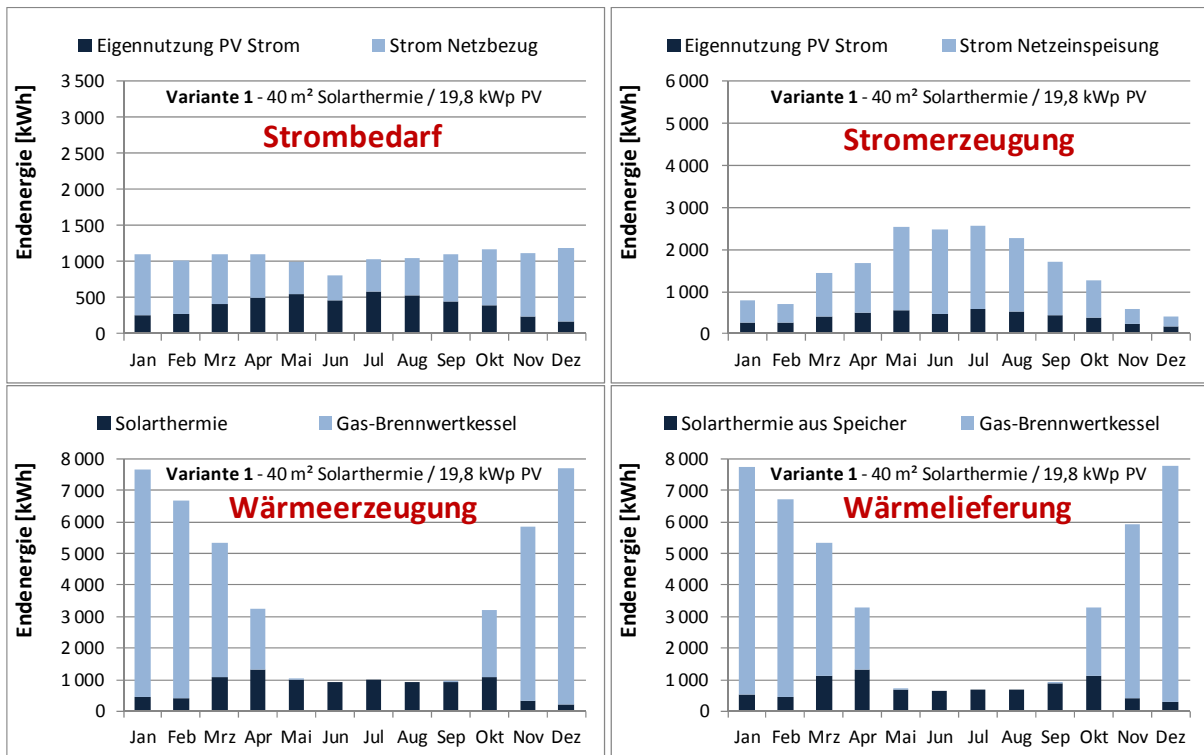 Eigennutzung PV Strom Strom Netzbezug
Endenergie [kWh]
Variante 1 - 40 m² Solarthermie / 19,8 kWp PV
Strombedarf
3 500
3 000
2 500
2 000
1 500
1 000
500
0
Jan Feb Mrz Apr Mai Jun Jul Aug Sep Okt Nov Dez
Eigennutzung PV Strom Strom Netzeinspeisung
Endenergie [kWh]
Variante 1 - 40 m² Solarthermie / 19,8 kWp PV
Stromerzeugung
6 000
5 000
4 000
3 000
2 000
1 000
0
Jan Feb Mrz Apr Mai Jun Jul Aug Sep Okt Nov Dez
Solarthermie Gas-Brennwertkessel
Endenergie [kWh]
Variante 1 - 40 m² Solarthermie / 19,8 kWp PV
Wärmeerzeugung
8 000
7 000
6 000
5 000
4 000
3 000
2 000
1 000
0
Jan Feb Mrz Apr Mai Jun Jul Aug Sep Okt Nov Dez
Solarthermie aus Speicher Gas-Brennwertkessel
Endenergie [kWh]
Variante 1 - 40 m² Solarthermie / 19,8 kWp PV
Wärmelieferung
8 000
7 000
6 000
5 000
4 000
3 000
2 000
1 000
0
Jan Feb Mrz Apr Mai Jun Jul Aug Sep Okt Nov Dez